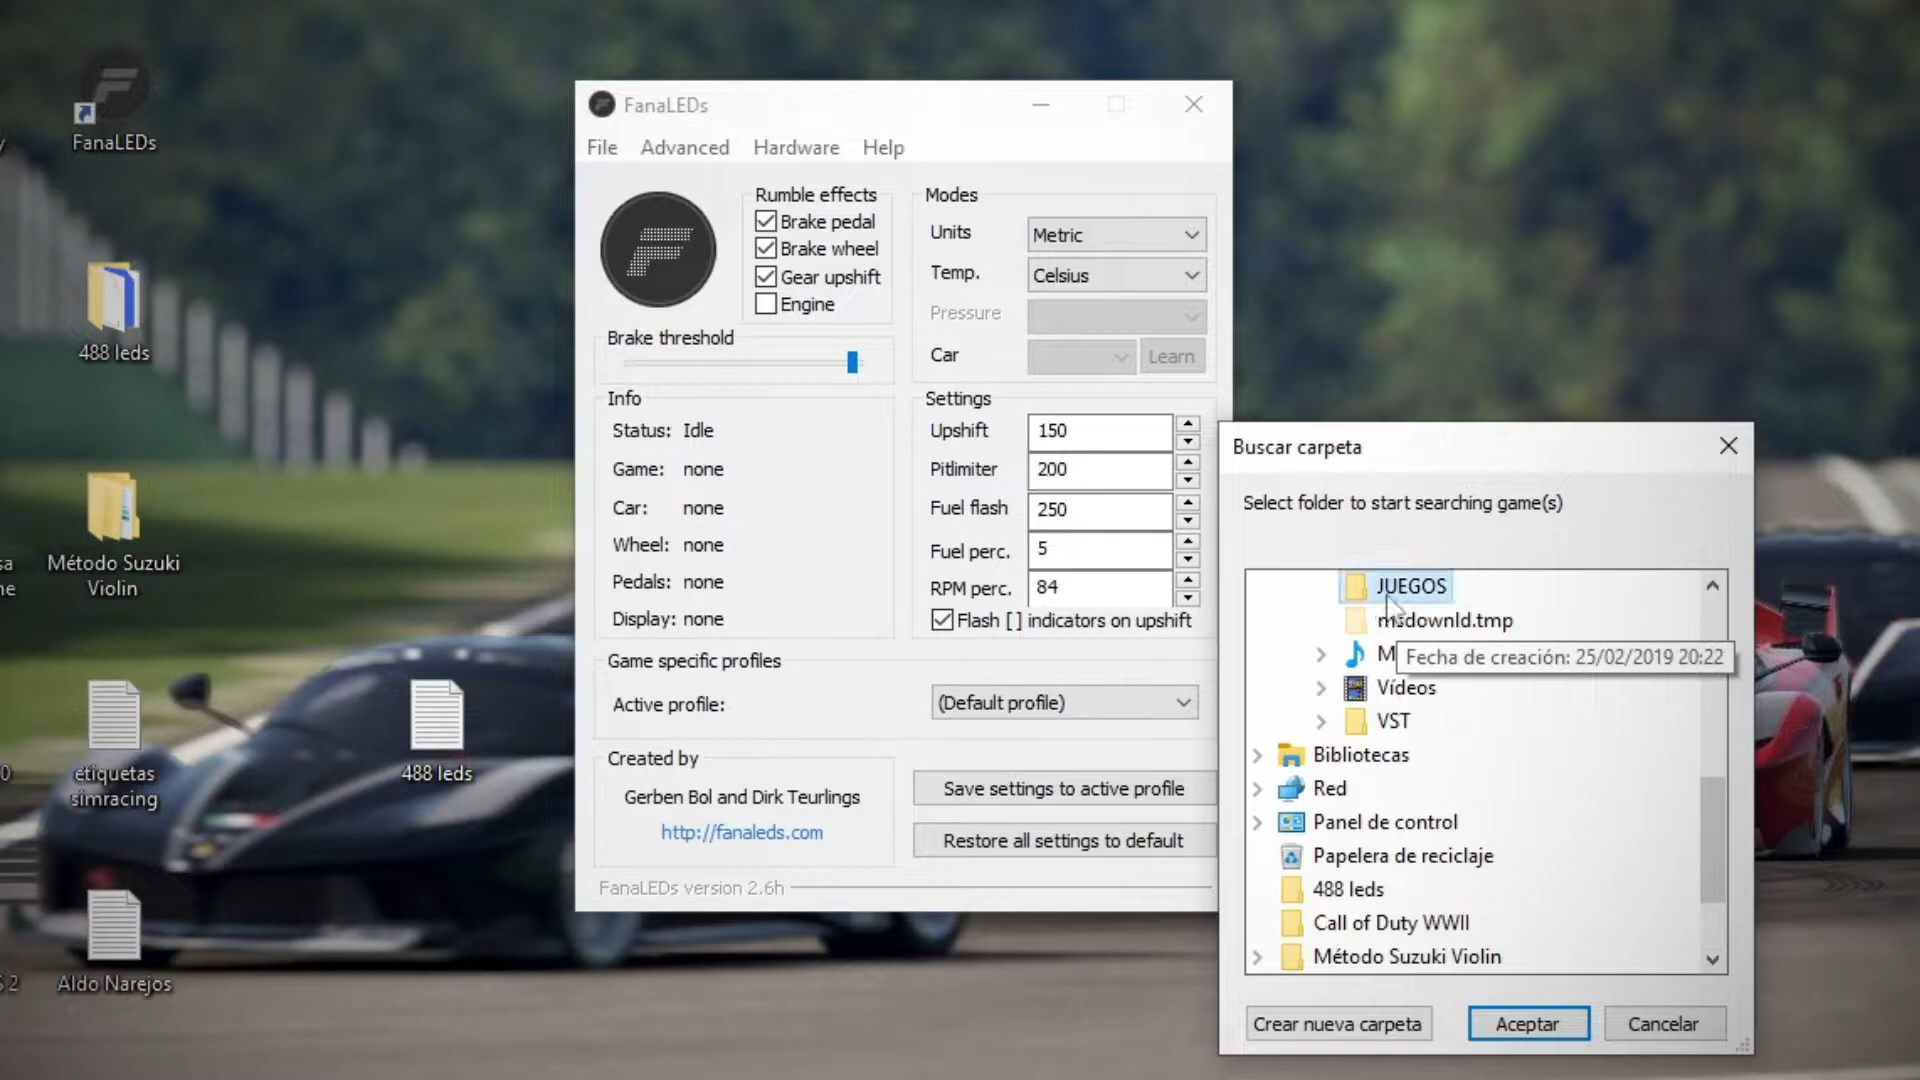 FanaLEDs
488 leds
Método Suzuki
Violin
etiquetas
simracing
488 leds
Aldo Narejos
FanaLEDs
File Advanced Hardware Help
Rumble effects
Brake pedal
Brake wheel
Gear upshift
Engine
Brake threshold
Modes
Units Metric
Temp. Celsius
Pressure
Car Learn
Info
Status: Idle
Game: none
Car: none
Wheel: none
Pedals: none
Display: none
Settings
Upshift 150
Pitlimiter 200
Fuel flash 250
Fuel perc. 5
RPM perc. 84
Flash [ ] indicators on upshift
Game specific profiles
Active profile: (Default profile)
Created by
Gerben Bol and Dirk Teurlings
http://fanaleds.com
Save settings to active profile
Restore all settings to default
FanaLEDs version 2.6h
Buscar carpeta
Select folder to start searching game(s)
JUEGOS
msdownld.tmp
Fecha de creación: 25/02/2019 20:22
Vídeos
VST
Bibliotecas
Red
Panel de control
Papelera de reciclaje
488 leds
Call of Duty WWII
Método Suzuki Violin
Crear nueva carpeta Aceptar Cancelar